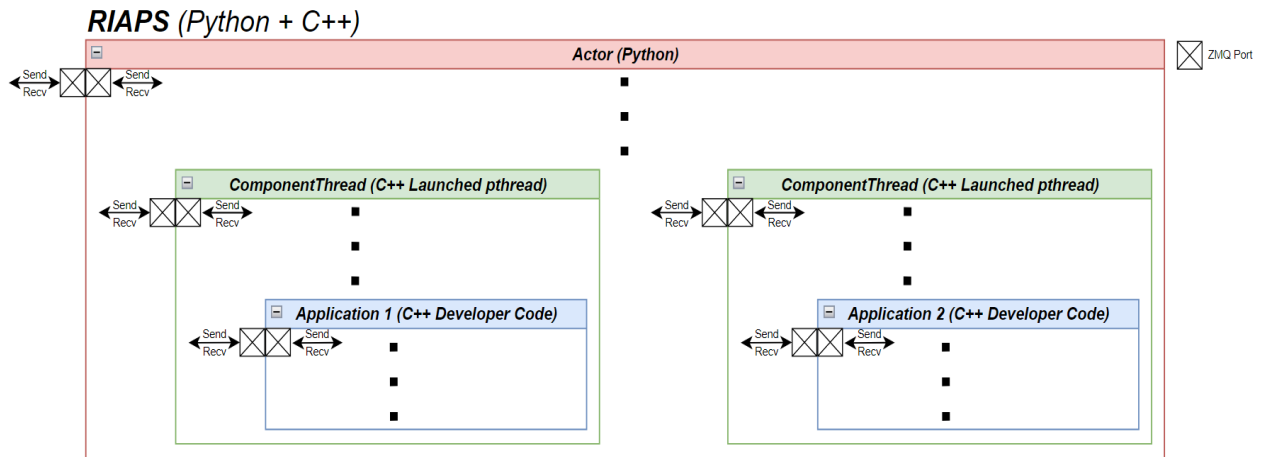 RIAPS (Python + C++)
Actor (Python)
ZMQ Port
Send
Recv
Send
Recv
ComponentThread (C++ Launched pthread)
Send
Recv
Send
Recv
ComponentThread (C++ Launched pthread)
Send
Recv
Send
Recv
Application 1 (C++ Developer Code)
Send
Recv
Send
Recv
Application 2 (C++ Developer Code)
Send
Recv
Send
Recv